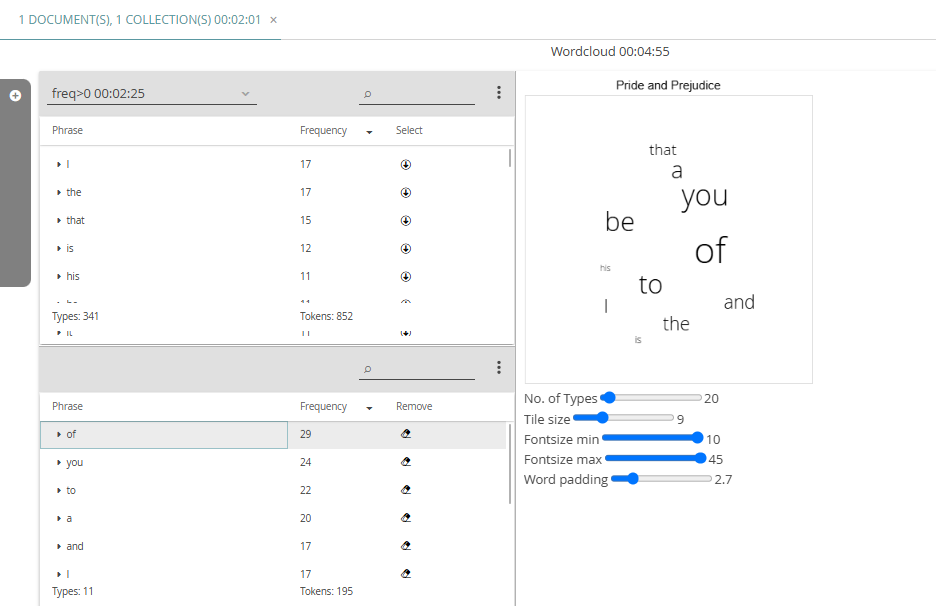 1 DOCUMENT(S), 1 COLLECTION(S) 00:02:01 ×
Wordcloud 00:04:55
freq>0 00:02:25
Phrase Frequency Select
I 17
the 17
that 15
is 12
his 11
Types: 341 Tokens: 852
it 11
Phrase Frequency Remove
of 29
you 24
to 22
a 20
and 17
I 17
Types: 11 Tokens: 195
Pride and Prejudice
that
a
you
be
of
his
to
I
and
the
is
No. of Types 20
Tile size 9
Fontsize min 10
Fontsize max 45
Word padding 2.7